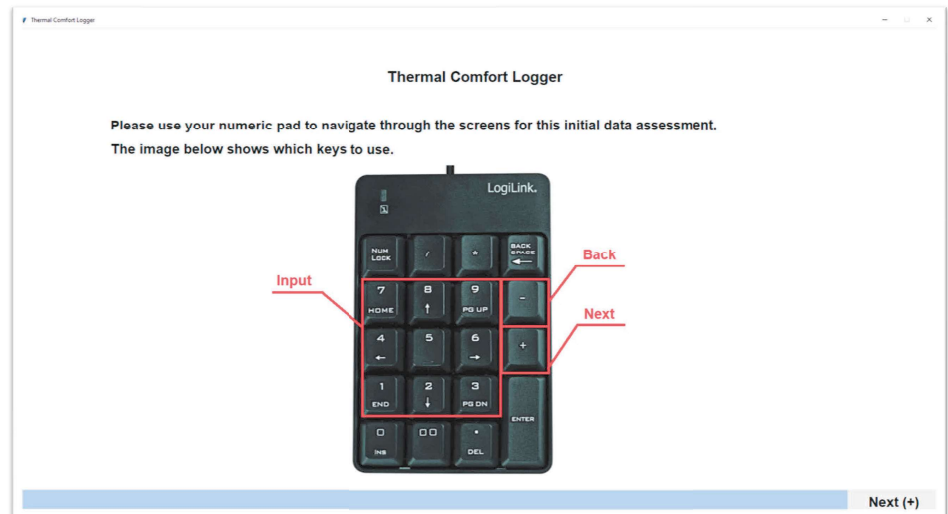 Thermal Comfort Logger
Thermal Comfort Logger
Please use your numeric pad to navigate through the screens for this initial data assessment.
The image below shows which keys to use.
LogiLink.
NUM LOCK
/
*
BACK SPACE
Back
Input
7 HOME
8 ↑
9 PG UP
-
Next
4 ←
5
6 →
+
1 END
2 ↓
3 PG DN
ENTER
0 INS
00
. DEL
Next (+)